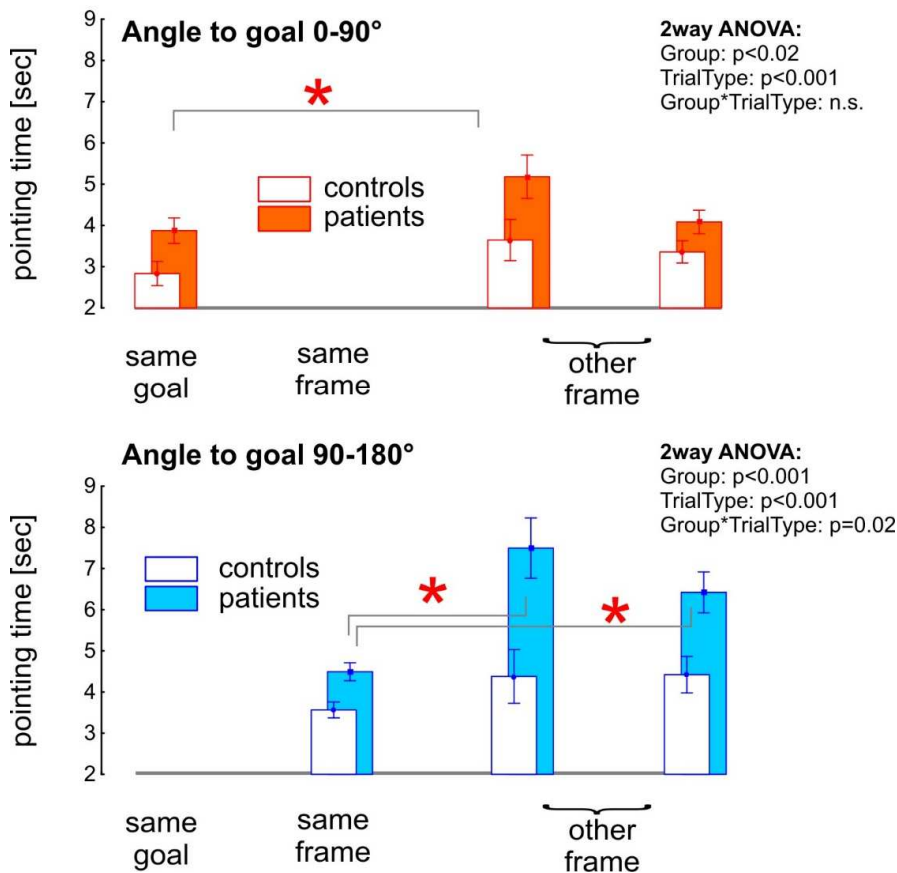 Angle to goal 0-90°
2way ANOVA:
Group: p<0.02
TrialType: p<0.001
Group*TrialType: n.s.
pointing time [sec]
9
8
7
6
5
4
3
2
*
controls
patients
same
goal
same
frame
other
frame
Angle to goal 90-180°
2way ANOVA:
Group: p<0.001
TrialType: p<0.001
Group*TrialType: p=0.02
pointing time [sec]
9
8
7
6
5
4
3
2
controls
patients
*
*
same
goal
same
frame
other
frame